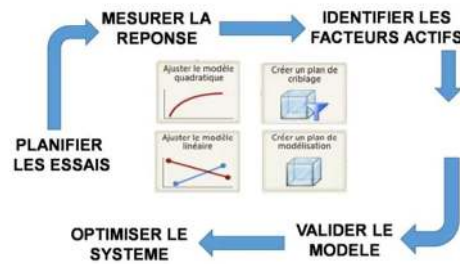 MESURER LA
REPONSE
IDENTIFIER LES
FACTEURS ACTIFS
Ajuster le modèle
quadratique
Créer un plan de
criblage
PLANIFIER
LES ESSAIS
Ajuster le modèle
linéaire
Créer un plan de
modélisation
OPTIMISER LE
SYSTEME
VALIDER LE
MODELE